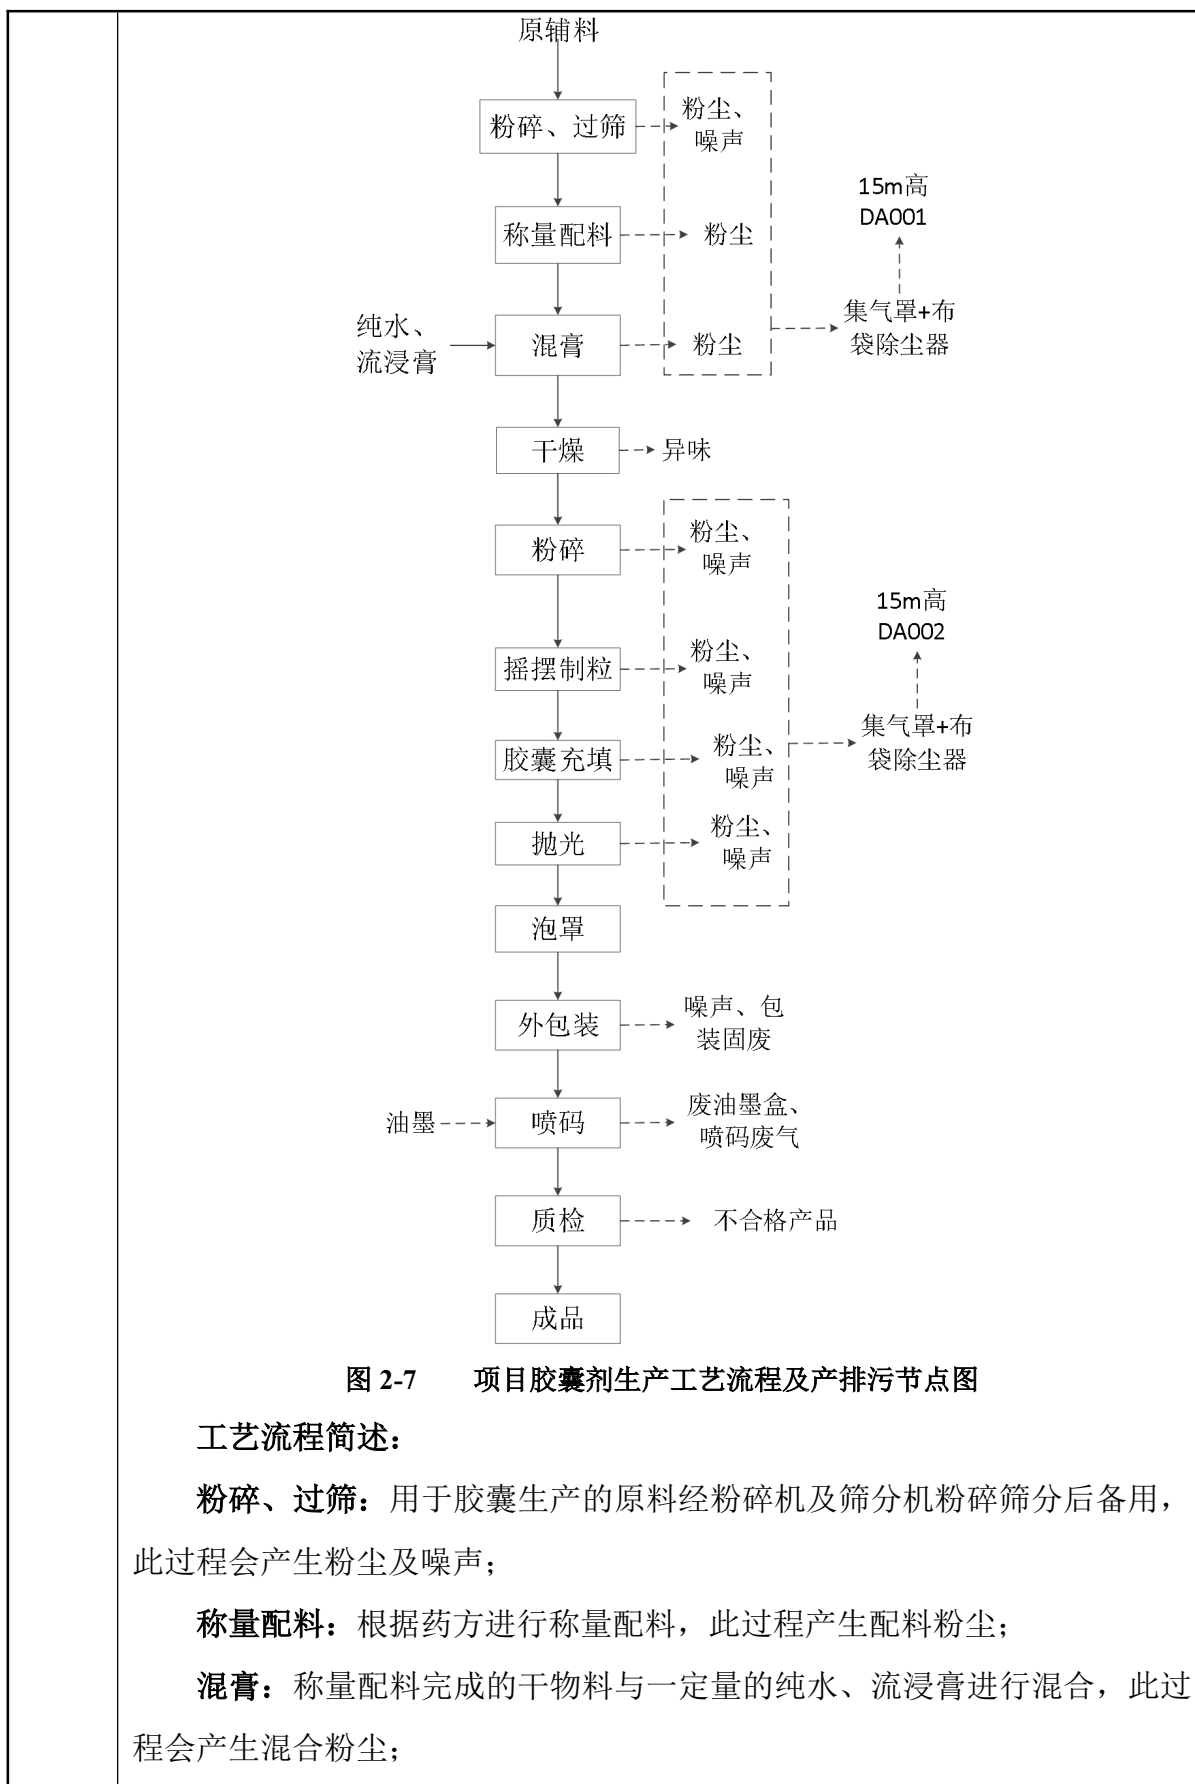 原辅料
粉碎、过筛
粉尘、
噪声
15m高
DA001
称量配料
粉尘
集气罩+布
袋除尘器
纯水、
流浸膏
混膏
粉尘
干燥
异味
粉碎
粉尘、
噪声
15m高
DA002
摇摆制粒
粉尘、
噪声
集气罩+布
袋除尘器
胶囊充填
粉尘、
噪声
抛光
粉尘、
噪声
泡罩
外包装
噪声、包
装固废
油墨
喷码
废油墨盒、
喷码废气
质检
不合格产品
成品
图 2-7 项目胶囊剂生产工艺流程及产排污节点图
工艺流程简述：
粉碎、过筛：用于胶囊生产的原料经粉碎机及筛分机粉碎筛分后备用，
此过程会产生粉尘及噪声；
称量配料：根据药方进行称量配料，此过程产生配料粉尘；
混膏：称量配料完成的干物料与一定量的纯水、流浸膏进行混合，此过
程会产生混合粉尘；